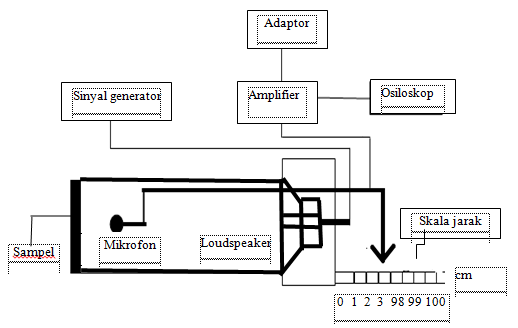 Adaptor
Sinyal generator
Amplifier
Osiloskop
Skala jarak
Sampel
Mikrofon
Loudspeaker
cm
0 1 2 3 98 99 100